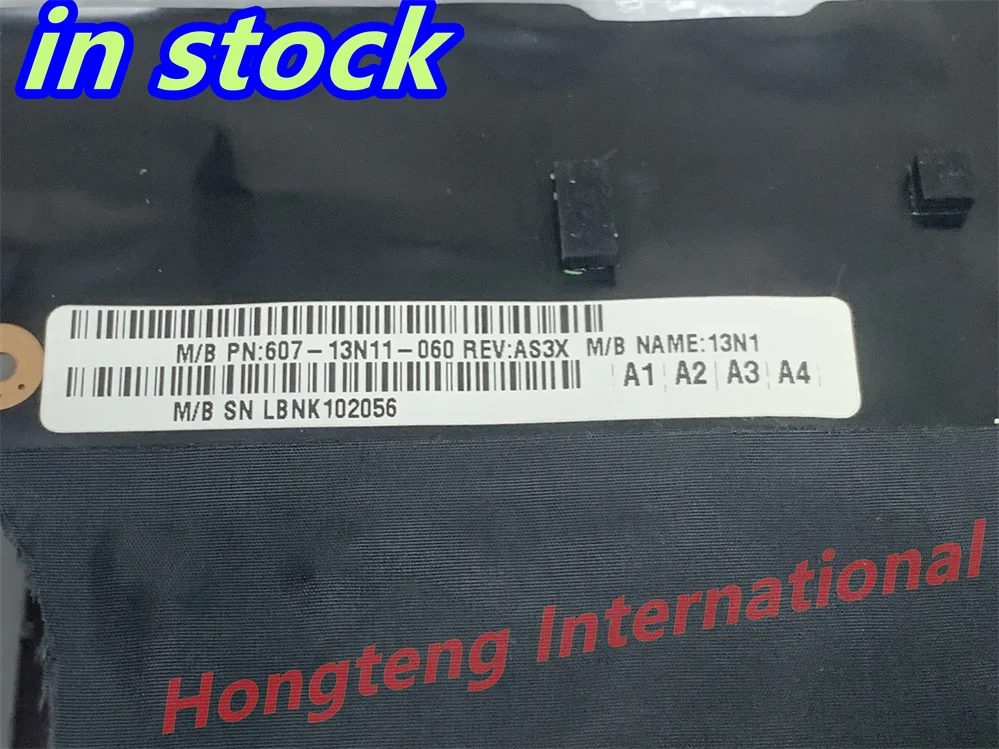 in stock
M/B PN:607-13N11-060 REV:AS3X M/B NAME:13N1
A1 A2 A3 A4
M/B SN LBNK102056
Hongteng International